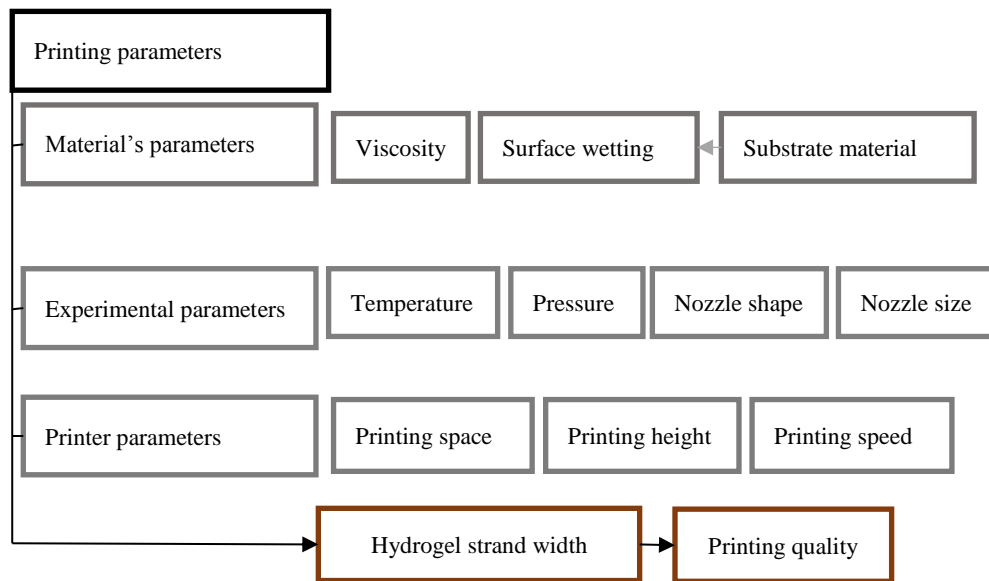 Printing parameters
Material’s parameters
Viscosity
Surface wetting
Substrate material
Experimental parameters
Temperature
Pressure
Nozzle shape
Nozzle size
Printer parameters
Printing space
Printing height
Printing speed
Hydrogel strand width
Printing quality